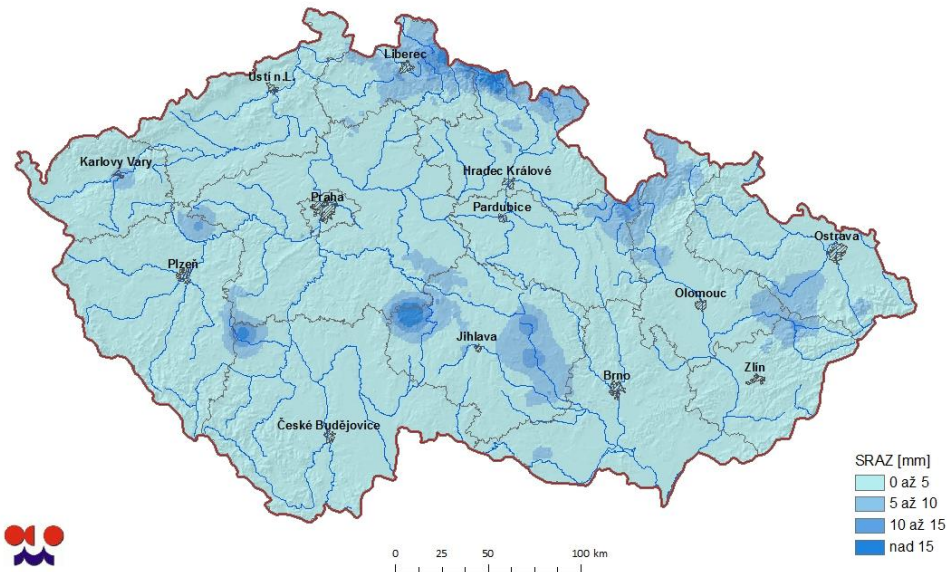 Liberec
Ústí n.L.
Karlovy Vary
Hradec Králové
Praha
Pardubice
Ostrava
Plzeň
Olomouc
Jihlava
Zlín
Brno
České Budějovice
SRAZ [mm]
0 až 5
5 až 10
10 až 15
nad 15
0 25 50 100 km